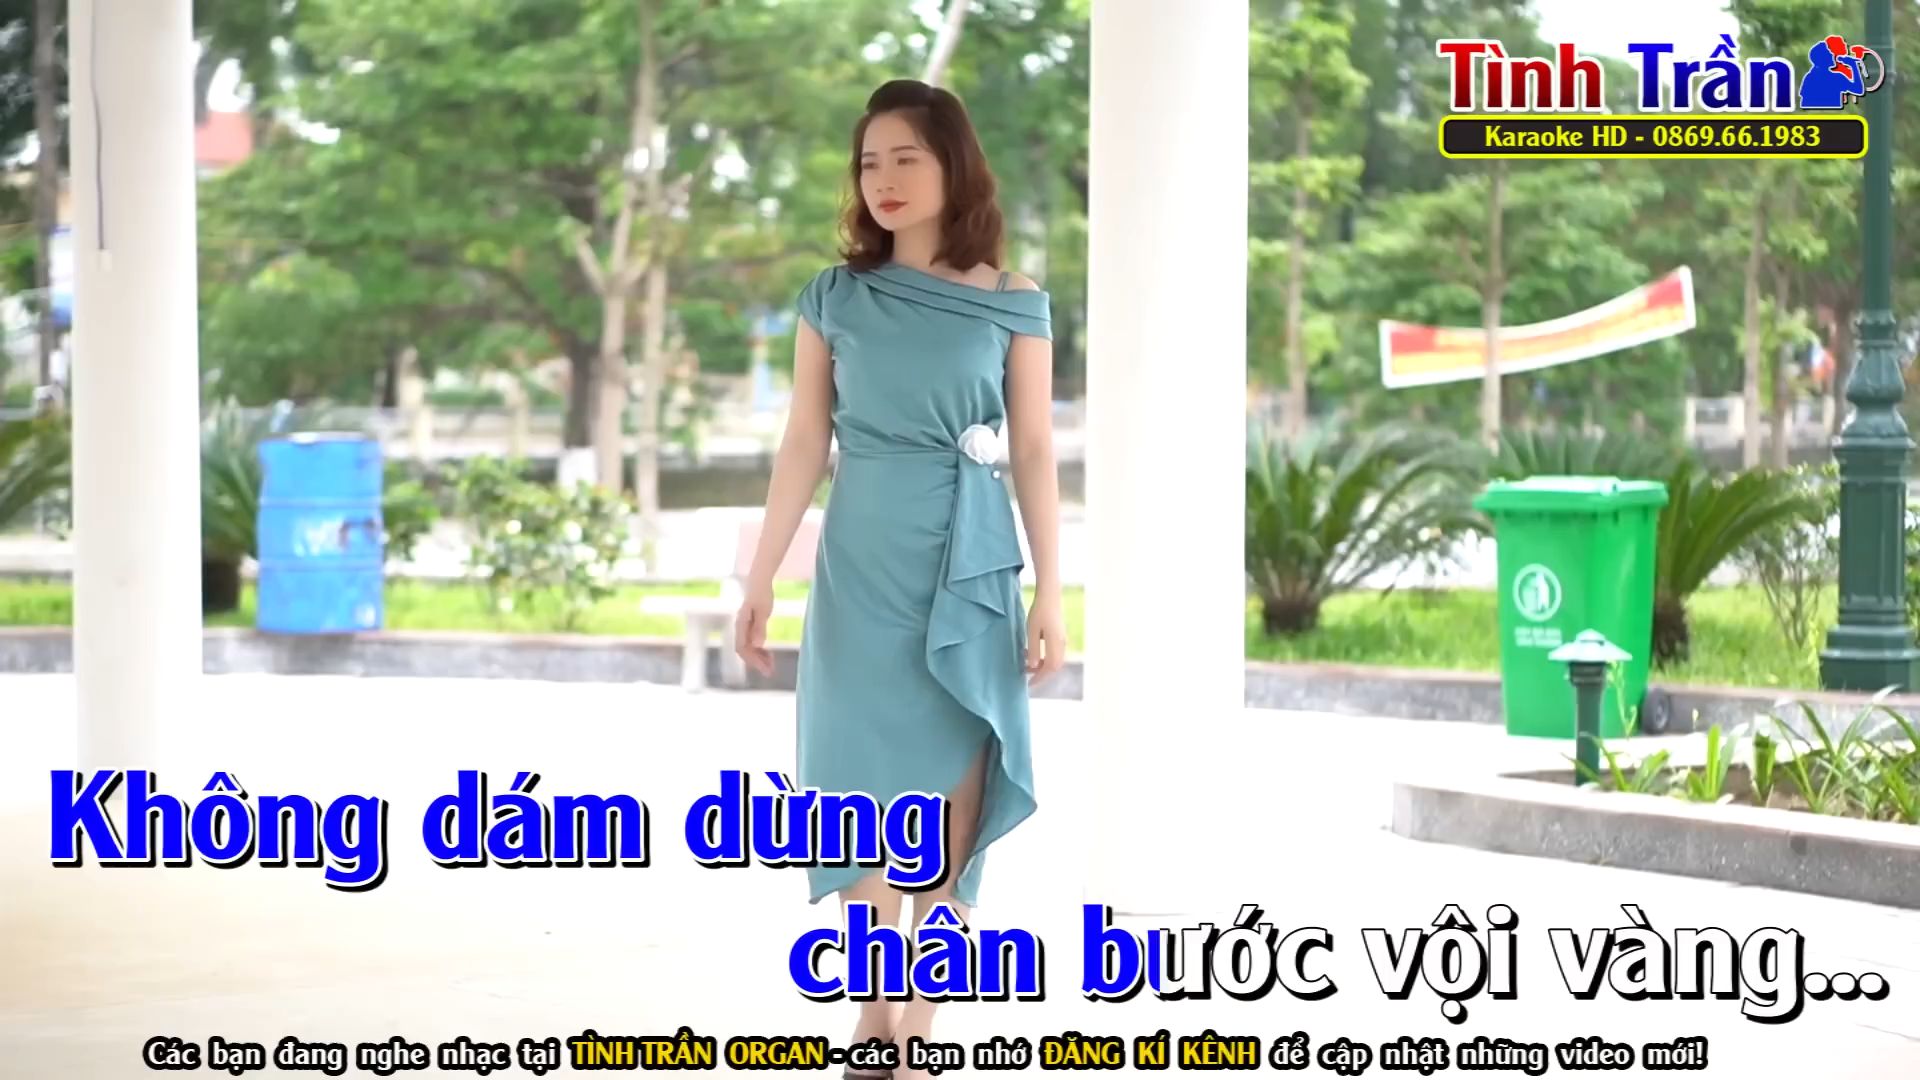 Tình Trần
Karaoke HD - 0869.66.1983
Không dám dừng
chân bước vội vàng...
Các bạn đang nghe nhạc tại TÌNH TRẦN ORGAN - các bạn nhớ ĐĂNG KÍ KÊNH để cập nhật những video mới!